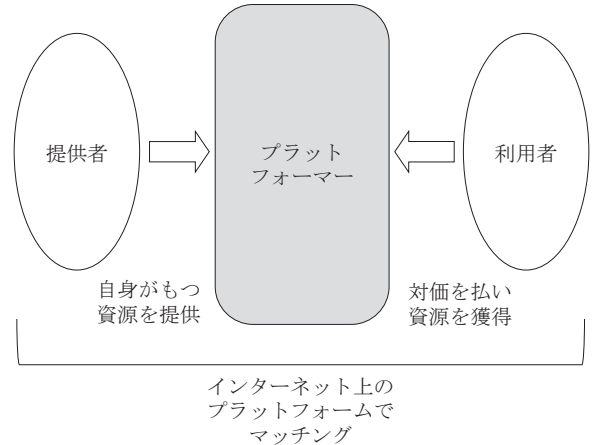 提供者
プラット
フォーマー
利用者
自身がもつ
資源を提供
対価を払い
資源を獲得
インターネット上の
プラットフォームで
マッチング